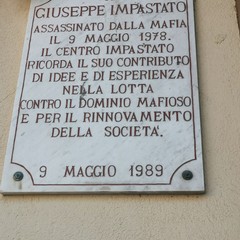 GIUSEPPE IMPASTATO
ASSASSINATO DALLA MAFIA
IL 9 MAGGIO 1978.
IL CENTRO IMPASTATO
RICORDA IL SUO CONTRIBUTO
DI IDEE E DI ESPERIENZA
NELLA LOTTA
CONTRO IL DOMINIO MAFIOSO
E PER IL RINNOVAMENTO
DELLA SOCIETÀ.
9 MAGGIO 1989